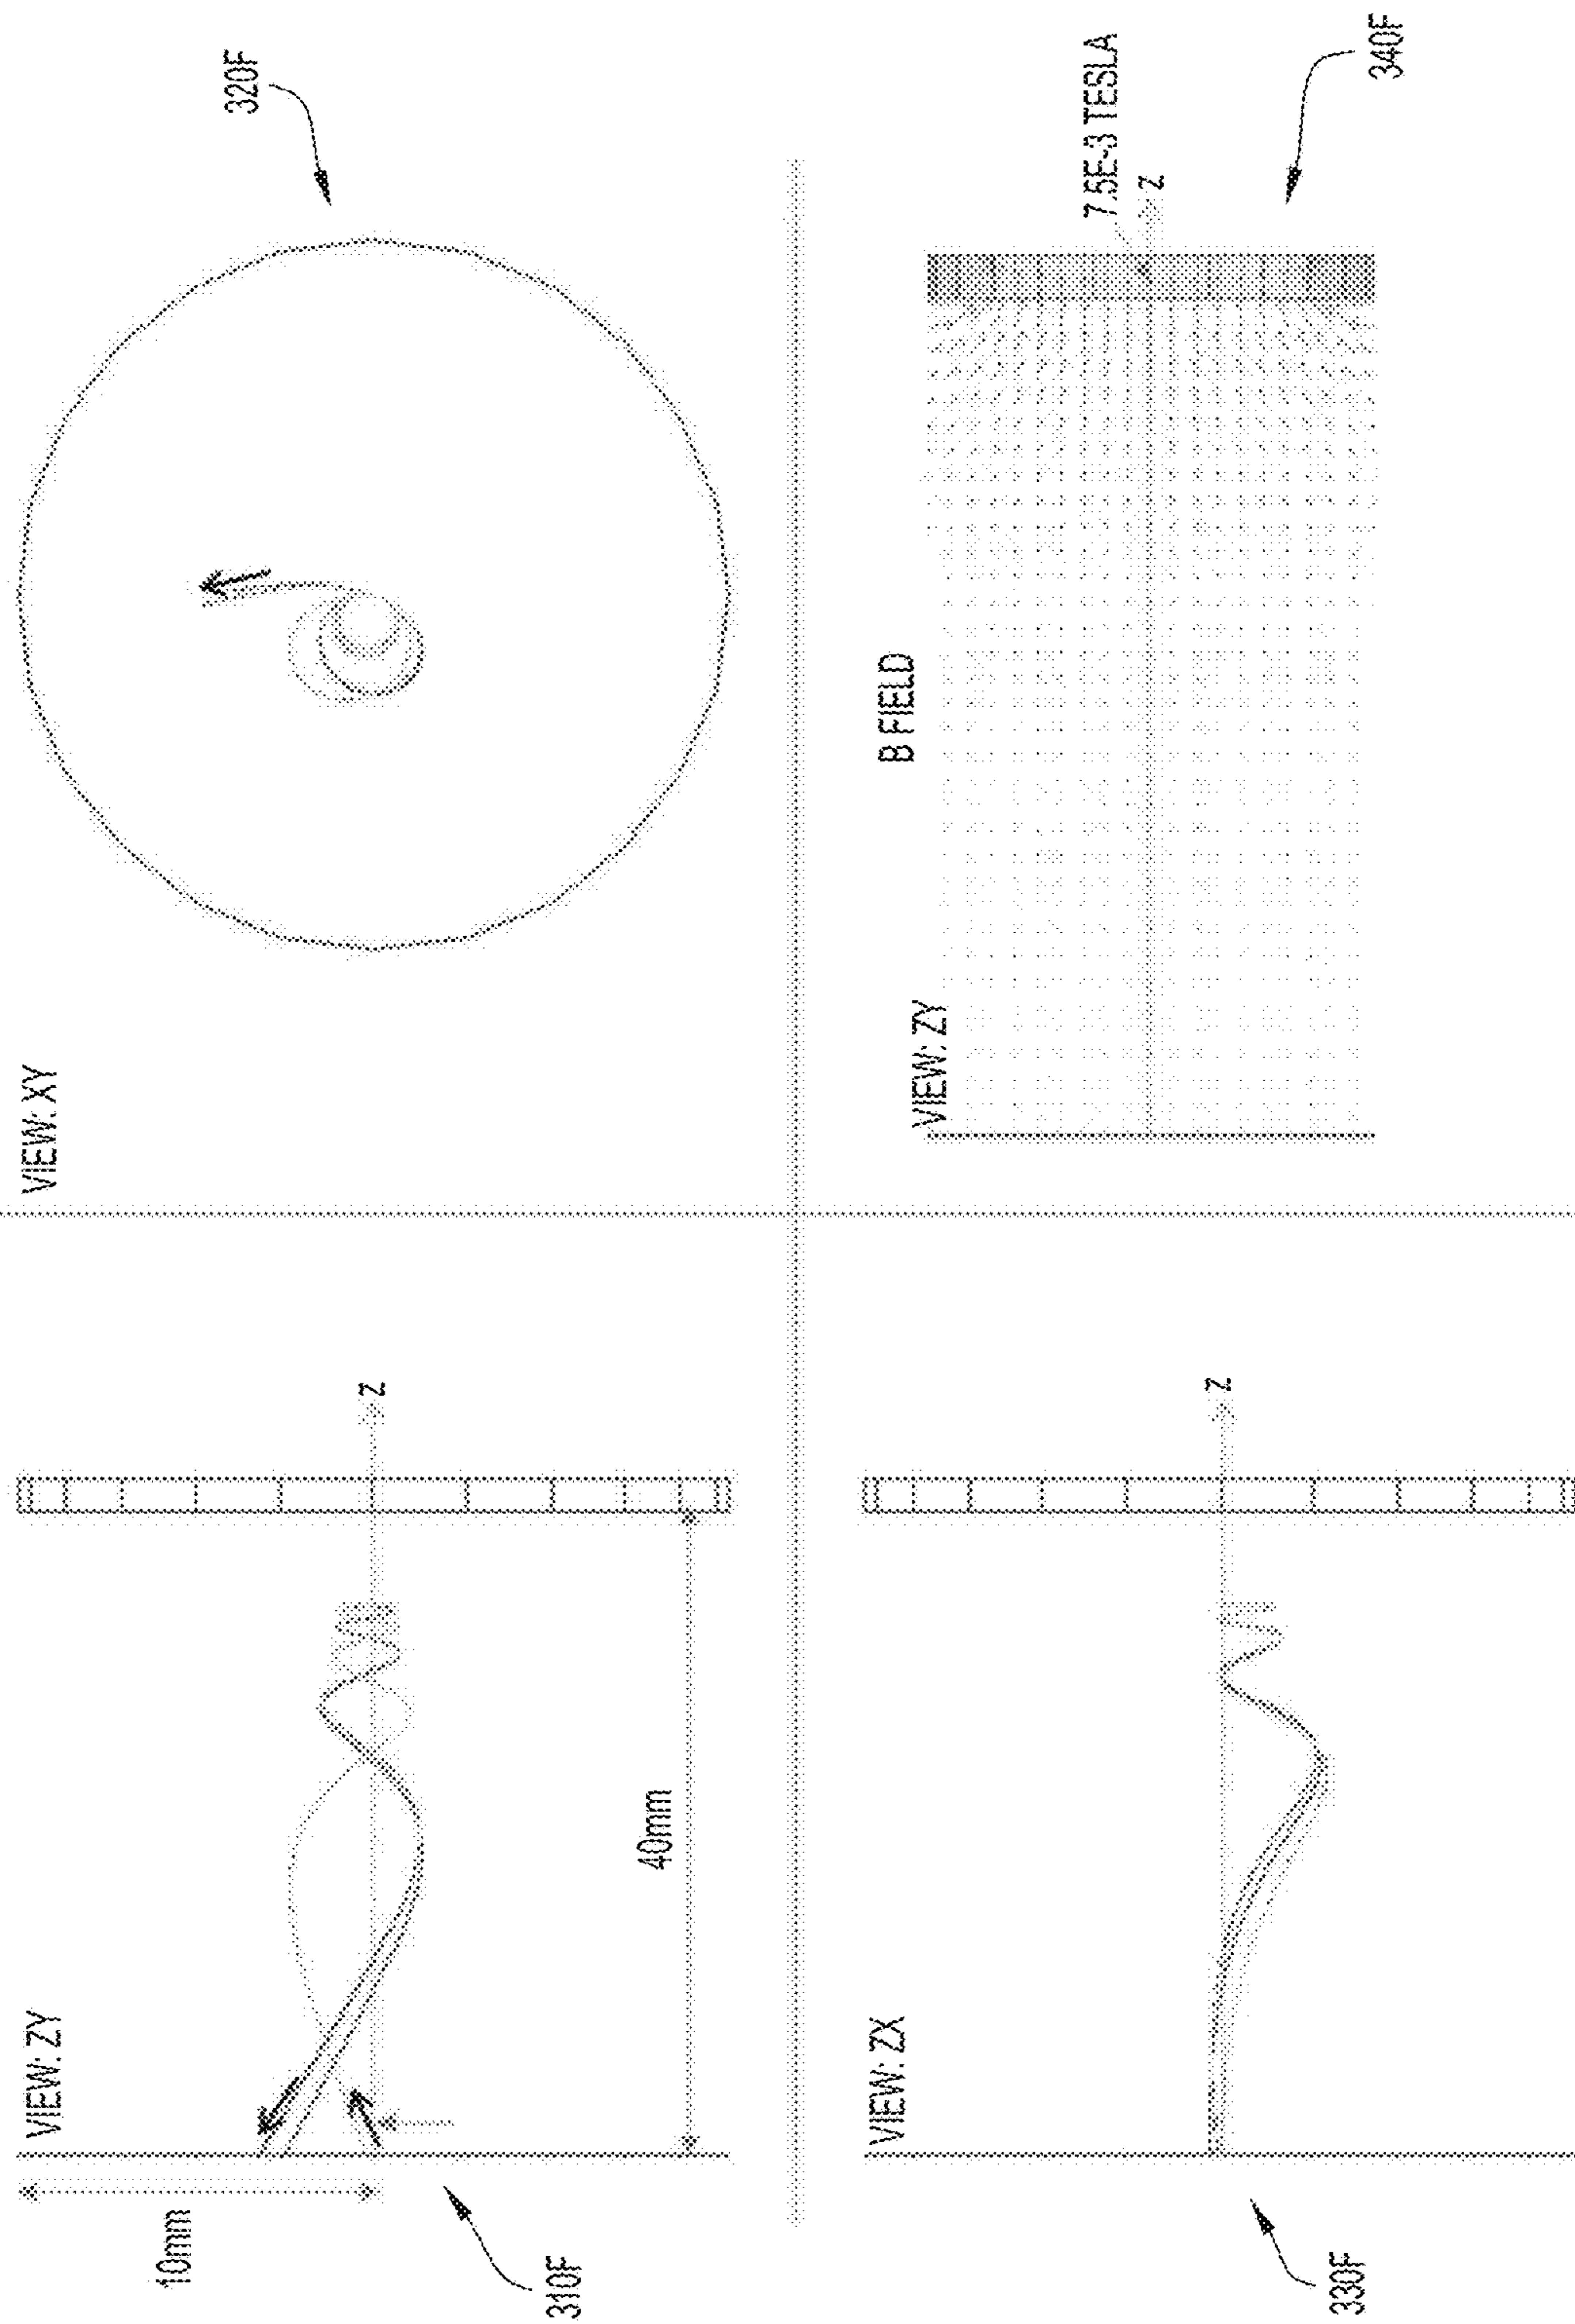 VIEW: ZY
10mm
40mm
Z
310F
VIEW: XY
320F
VIEW: ZX
Z
330F
B FIELD
VIEW: ZY
7.5E-3 TESLA
Z
340F